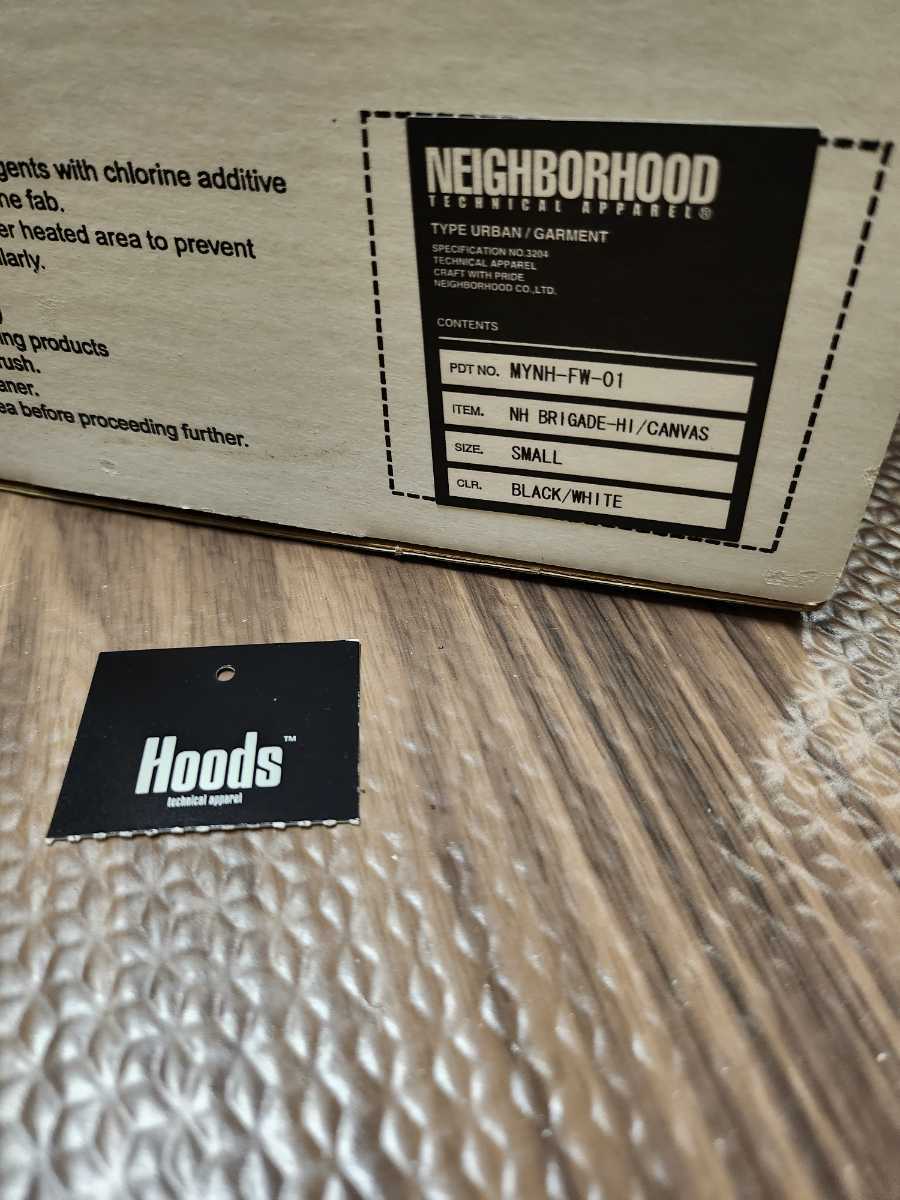 gents with chlorine additive
ne fab.
er heated area to prevent
larly.
ing products
rush.
aner.
ea before proceeding further.
NEIGHBORHOOD
TECHNICAL APPAREL®
TYPE URBAN / GARMENT
SPECIFICATION NO.3204
TECHNICAL APPAREL
CRAFT WITH PRIDE
NEIGHBORHOOD CO.,LTD.
CONTENTS
PDT NO. MYNH-FW-01
ITEM. NH BRIGADE-HI/CANVAS
SIZE. SMALL
CLR. BLACK/WHITE
Hoods™
technical apparel